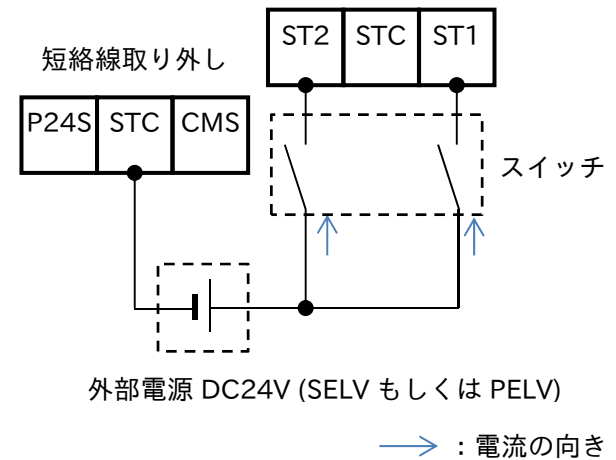 ST2 STC ST1
短絡線取り外し
P24S STC CMS
スイッチ
外部電源 DC24V (SELV もしくは PELV)
：電流の向き